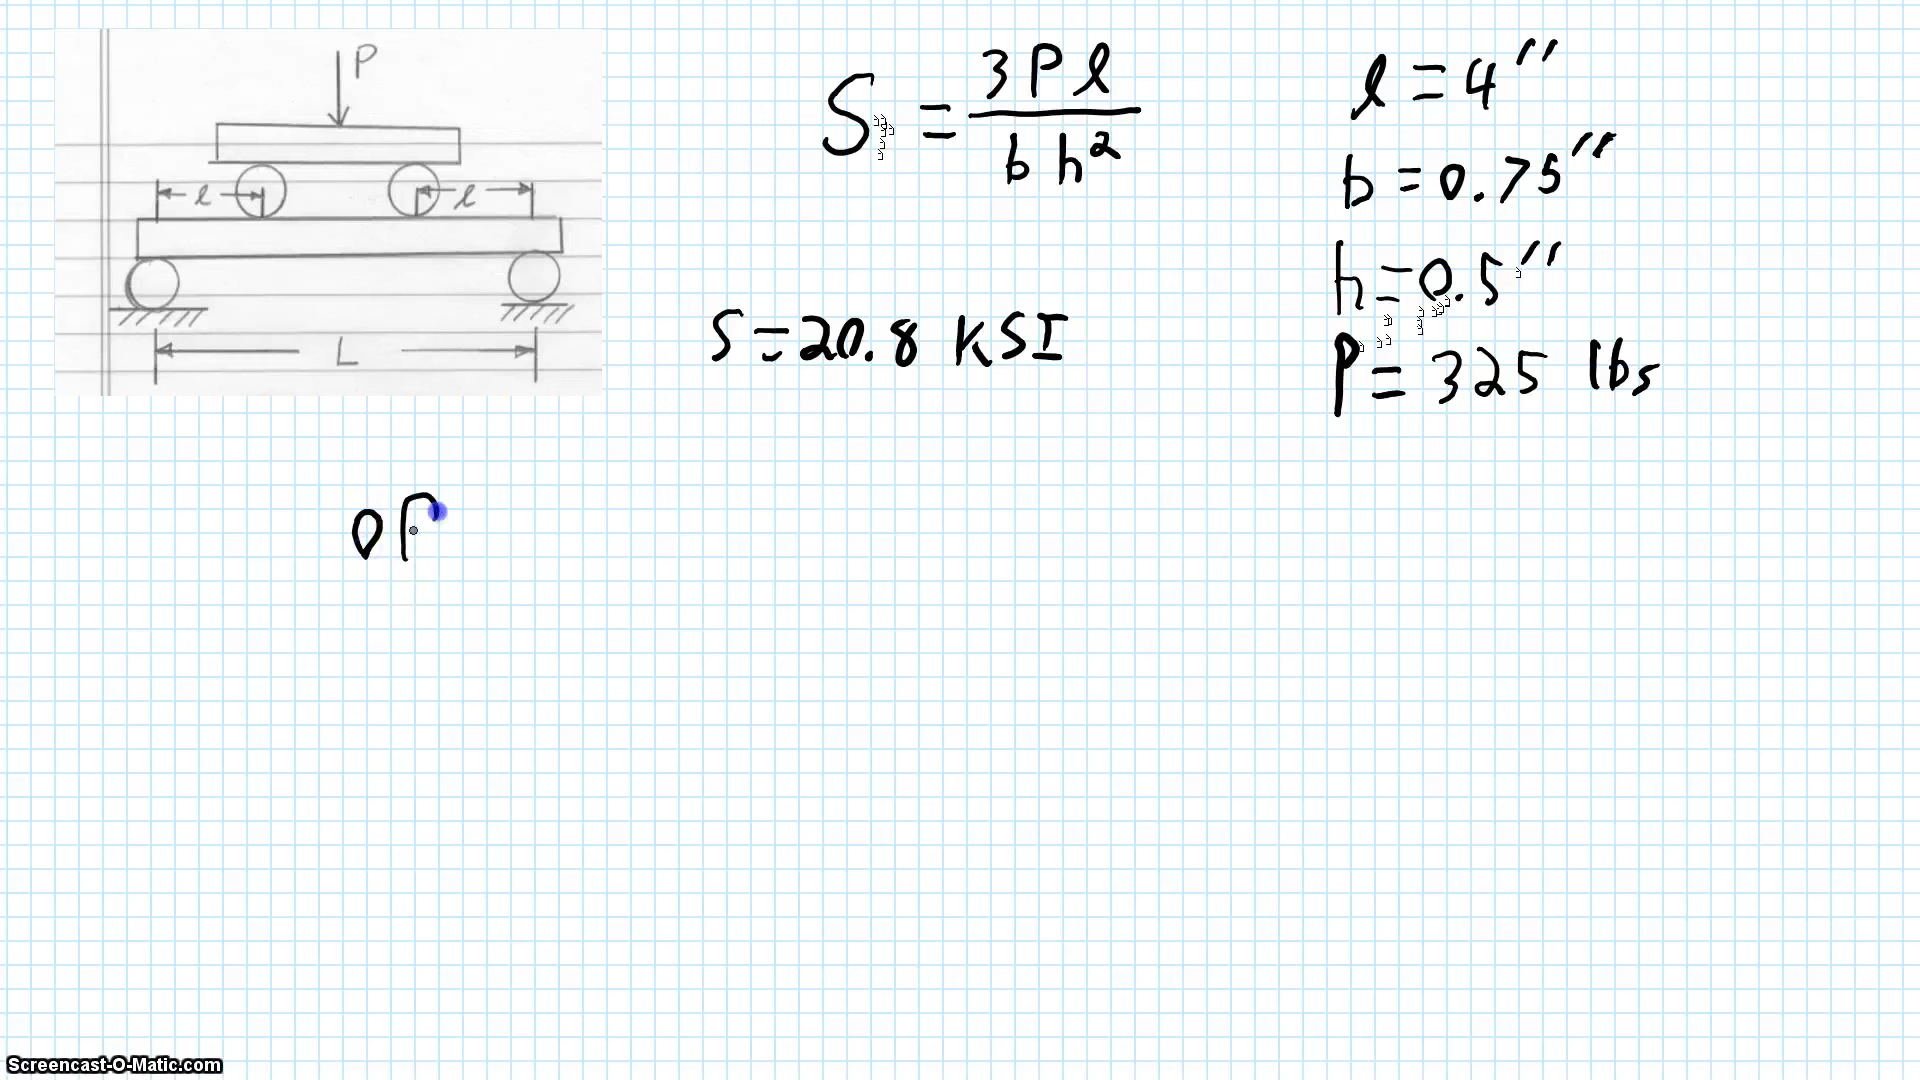 P
l l
L
S = 3Pl / bh²
S = 20.8 KSI
l = 4"
b = 0.75"
h = 0.5"
P = 325 lbs
Screencast-O-Matic.com